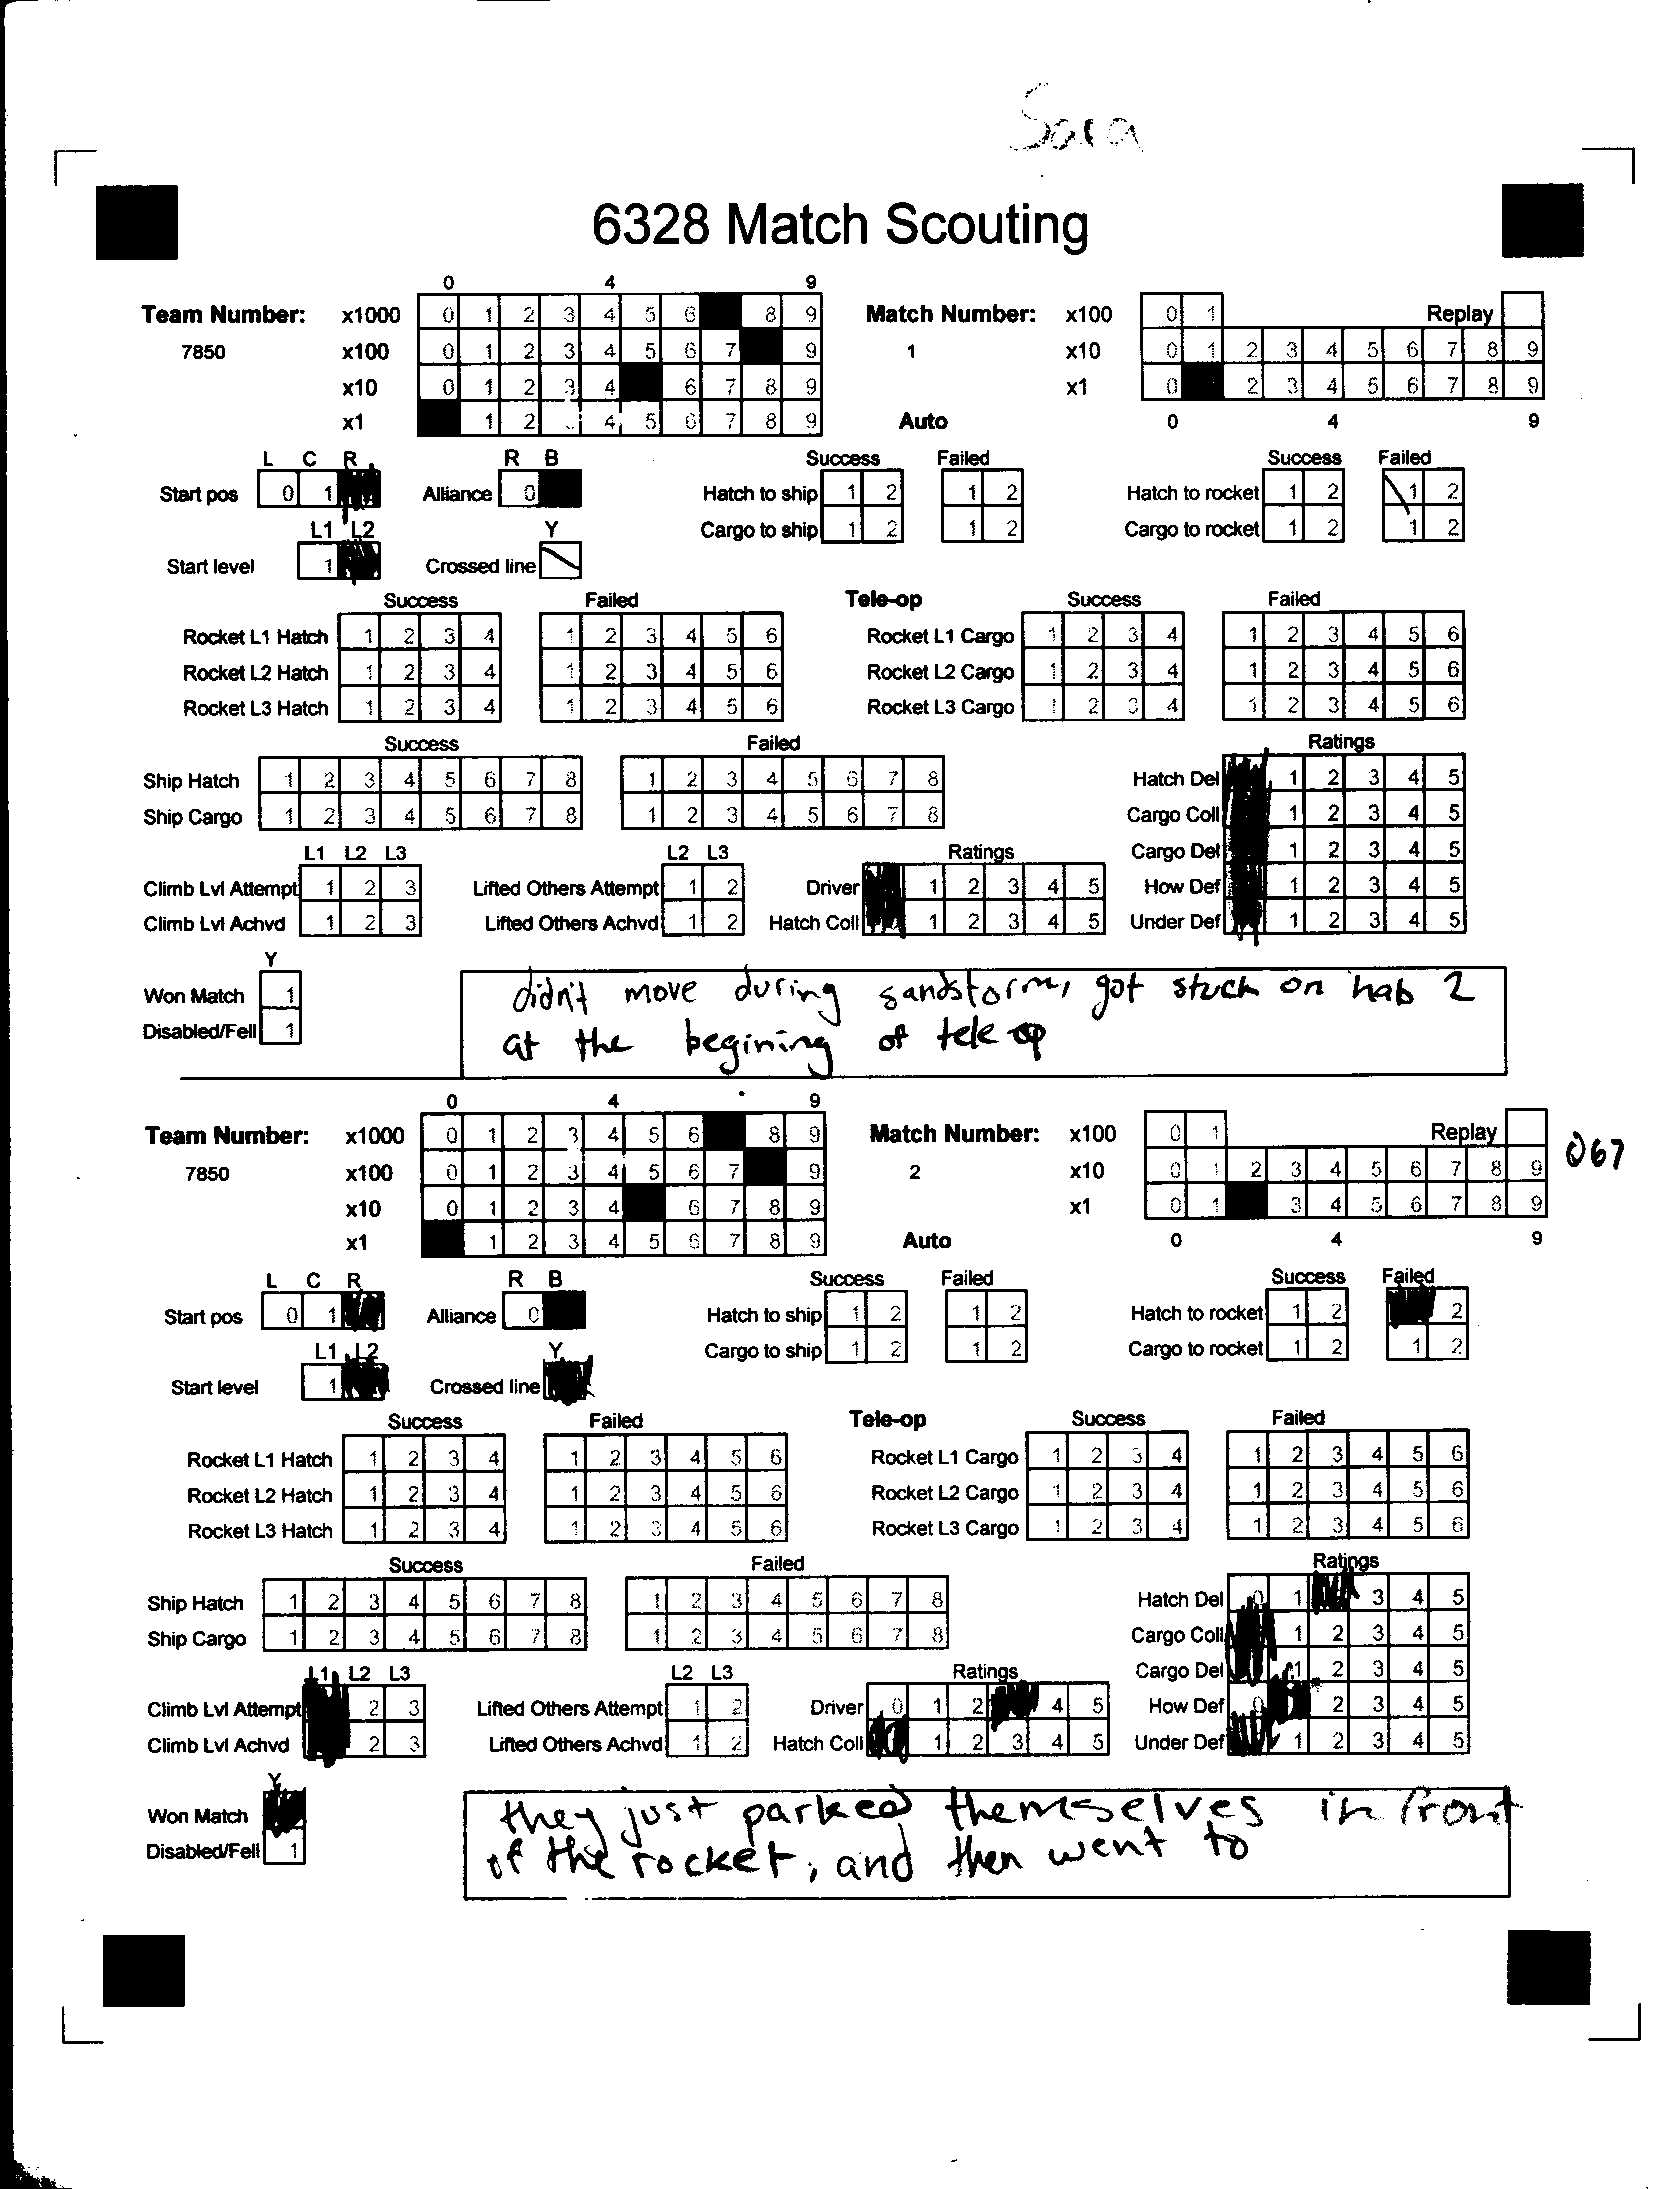 Sara
6328 Match Scouting
0 4 9
Team Number: x1000 0 1 2 3 4 5 6 8 9 Match Number: x100 0 1 Replay
7850 x100 0 1 2 3 4 5 6 7 9 1 x10 0 1 2 3 4 5 6 7 8 9
x10 0 1 2 3 4 6 7 8 9 x1 0 2 3 4 5 6 7 8 9
x1 1 2 4 5 6 7 8 9 Auto 0 4 9
L C R R B Success Failed Success Failed
Start pos 0 1 Alliance 0 Hatch to ship 1 2 1 2 Hatch to rocket 1 2 1 2
L1 L2 Y Cargo to ship 1 2 1 2 Cargo to rocket 1 2 1 2
Start level 1 Crossed line
Success Failed Tele-op Success Failed
Rocket L1 Hatch 1 2 3 4 1 2 3 4 5 6 Rocket L1 Cargo 1 2 3 4 1 2 3 4 5 6
Rocket L2 Hatch 1 2 3 4 1 2 3 4 5 6 Rocket L2 Cargo 1 2 3 4 1 2 3 4 5 6
Rocket L3 Hatch 1 2 3 4 1 2 3 4 5 6 Rocket L3 Cargo 1 2 3 4 1 2 3 4 5 6
Success Failed Ratings
Ship Hatch 1 2 3 4 5 6 7 8 1 2 3 4 5 6 7 8 Hatch Del 1 2 3 4 5
Ship Cargo 1 2 3 4 5 6 7 8 1 2 3 4 5 6 7 8 Cargo Coll 1 2 3 4 5
L1 L2 L3 L2 L3 Ratings Cargo Del 1 2 3 4 5
Climb Lvl Attempt 1 2 3 Lifted Others Attempt 1 2 Driver 1 2 3 4 5 How Def 1 2 3 4 5
Climb Lvl Achvd 1 2 3 Lifted Others Achvd 1 2 Hatch Coll 1 2 3 4 5 Under Def 1 2 3 4 5
Y
Won Match 1 didn't move during sandstorm, got stuck on hab 2
Disabled/Fell 1 at the begining of tele op
0 4 9
Team Number: x1000 0 1 2 3 4 5 6 8 9 Match Number: x100 0 1 Replay
7850 x100 0 1 2 3 4 5 6 7 9 2 x10 0 1 2 3 4 5 6 7 8 9 067
x10 0 1 2 3 4 6 7 8 9 x1 0 1 3 4 5 6 7 8 9
x1 1 2 3 4 5 6 7 8 9 Auto 0 4 9
L C R R B Success Failed Success Failed
Start pos 0 1 Alliance 0 Hatch to ship 1 2 1 2 Hatch to rocket 1 2 2
L1 L2 Y Cargo to ship 1 2 1 2 Cargo to rocket 1 2 1 2
Start level 1 Crossed line
Success Failed Tele-op Success Failed
Rocket L1 Hatch 1 2 3 4 1 2 3 4 5 6 Rocket L1 Cargo 1 2 3 4 1 2 3 4 5 6
Rocket L2 Hatch 1 2 3 4 1 2 3 4 5 6 Rocket L2 Cargo 1 2 3 4 1 2 3 4 5 6
Rocket L3 Hatch 1 2 3 4 1 2 3 4 5 6 Rocket L3 Cargo 1 2 3 4 1 2 3 4 5 6
Success Failed Ratings
Ship Hatch 1 2 3 4 5 6 7 8 1 2 3 4 5 6 7 8 Hatch Del 0 1 3 4 5
Ship Cargo 1 2 3 4 5 6 7 8 1 2 3 4 5 6 7 8 Cargo Coll 1 2 3 4 5
L1 L2 L3 L2 L3 Ratings Cargo Del 1 2 3 4 5
Climb Lvl Attempt 2 3 Lifted Others Attempt 1 2 Driver 0 1 2 4 5 How Def 0 2 3 4 5
Climb Lvl Achvd 2 3 Lifted Others Achvd 1 2 Hatch Coll 1 2 3 4 5 Under Def 1 2 3 4 5
Y
Won Match they just parked themselves in front
Disabled/Fell 1 of the rocket, and then went to